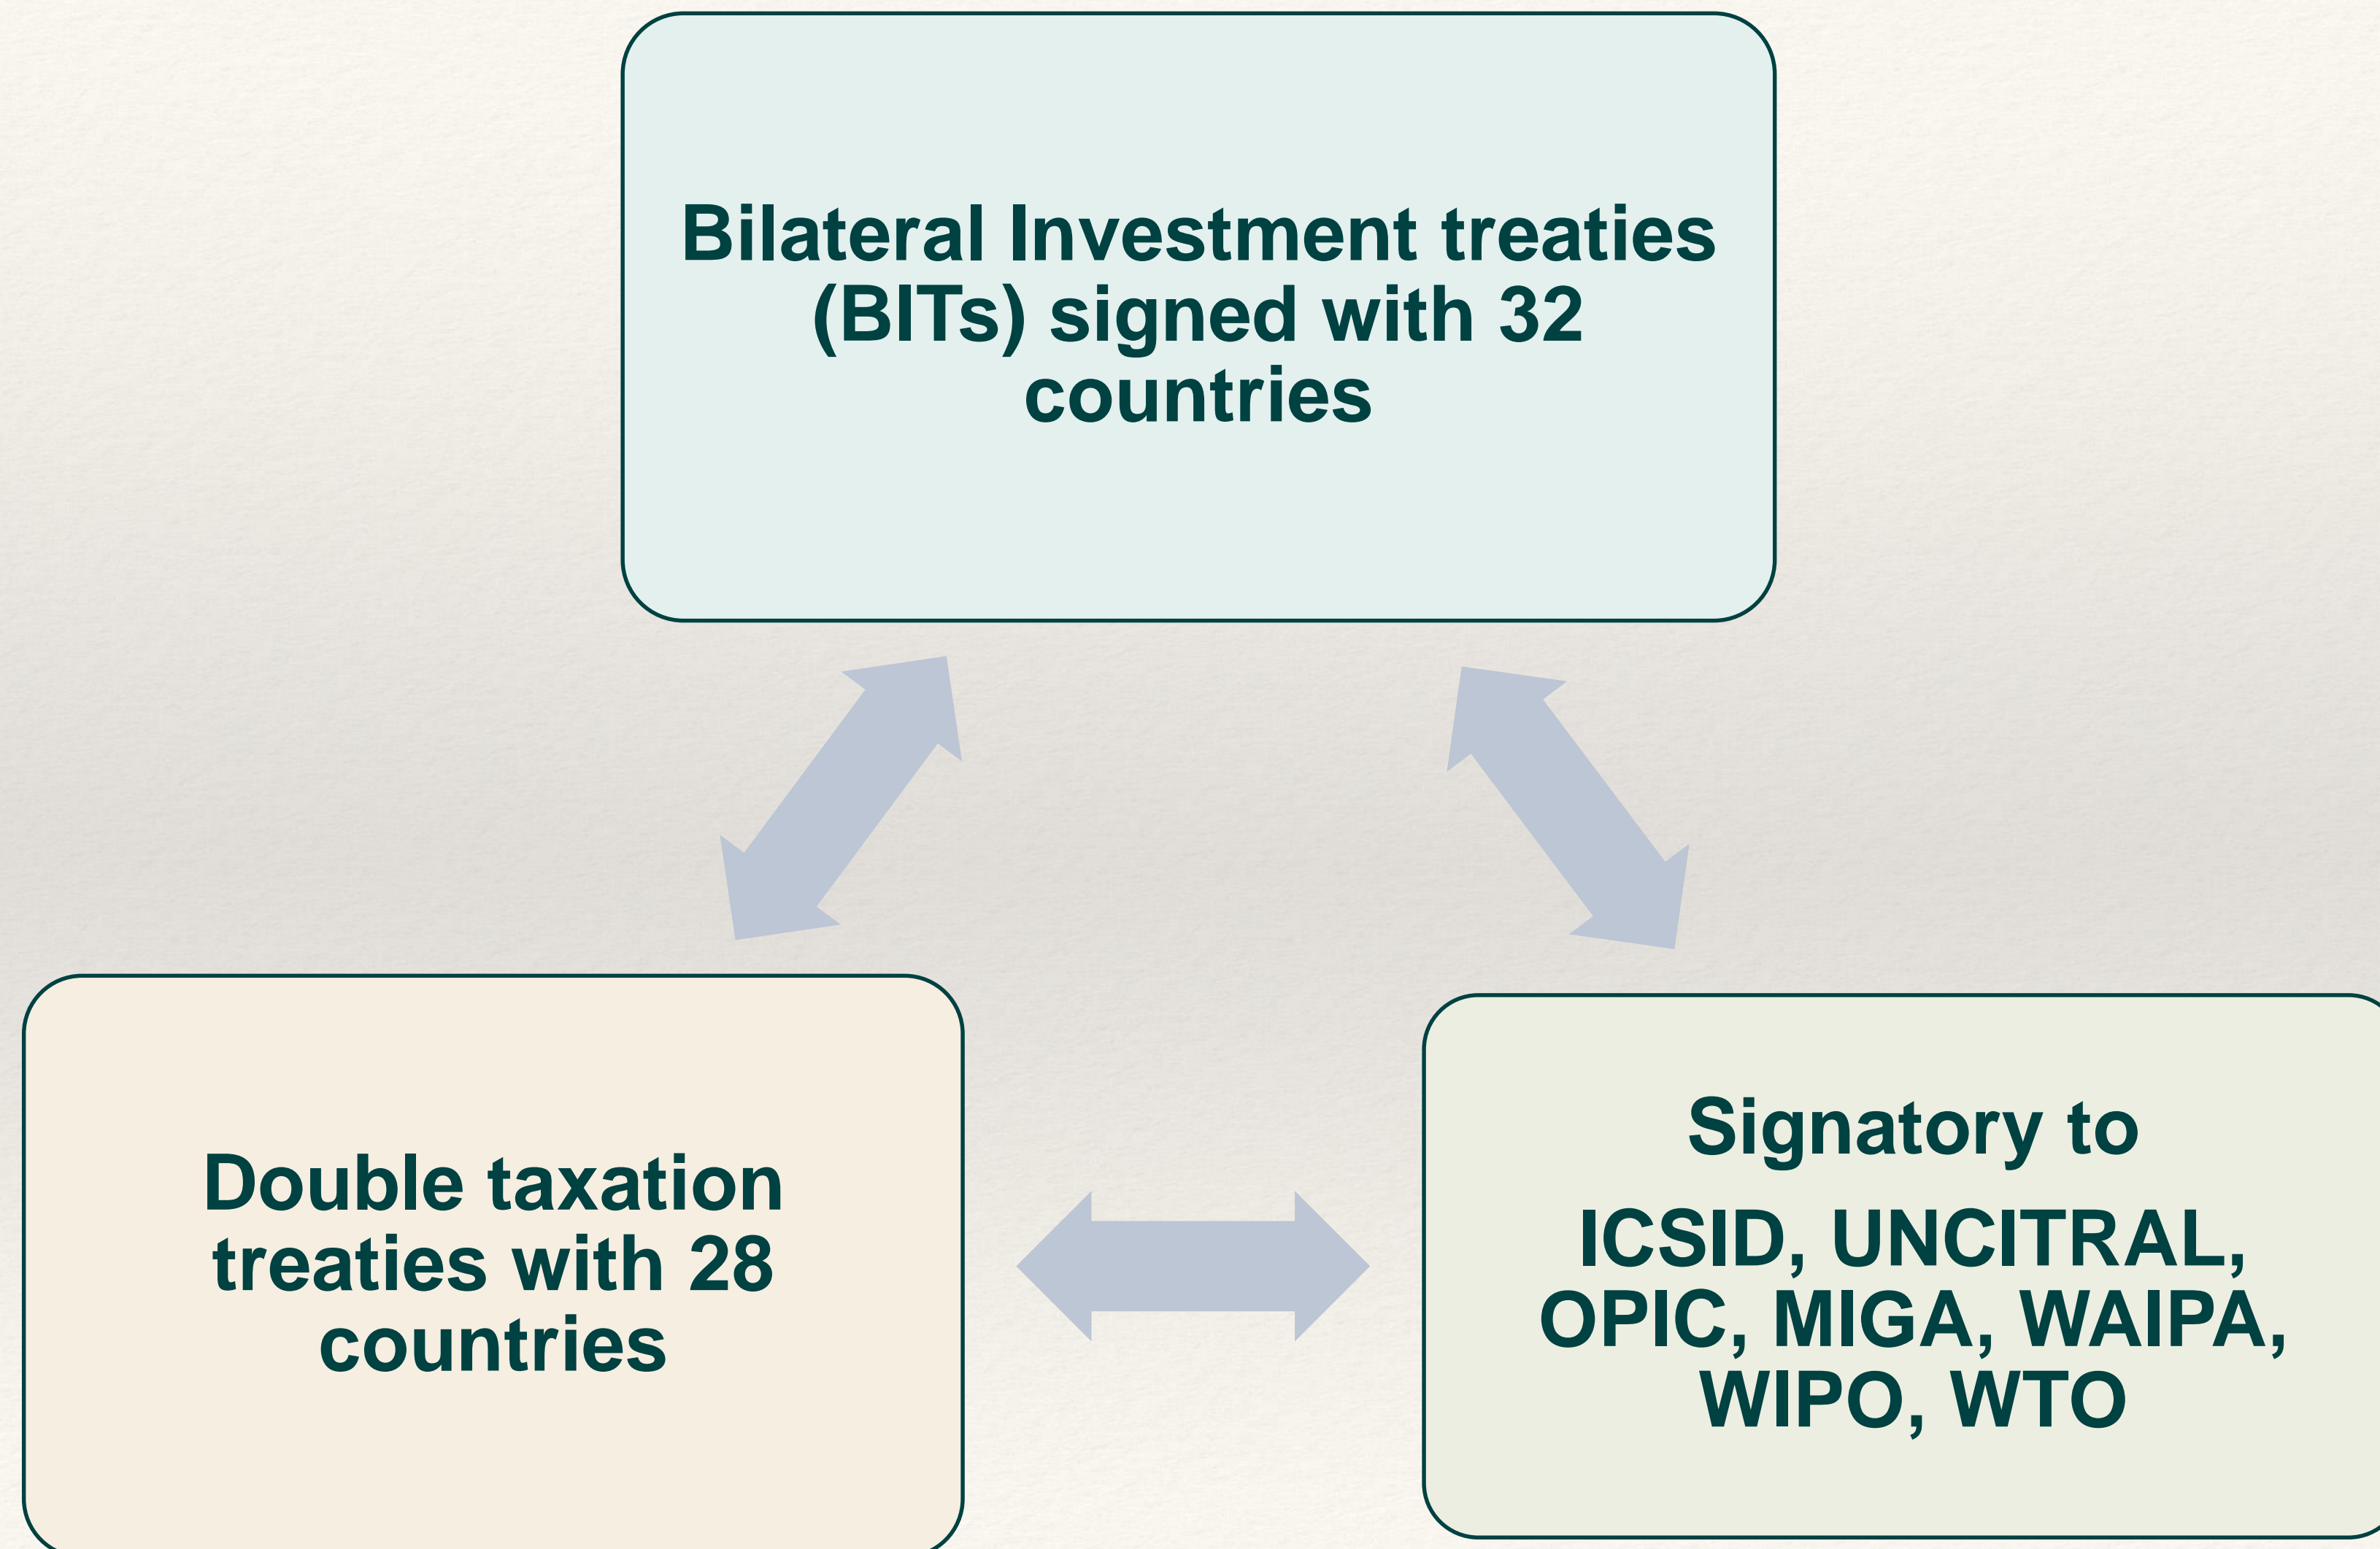 Bilateral Investment treaties
(BITs) signed with 32
countries
Double taxation
treaties with 28
countries
Signatory to
ICSID, UNCITRAL,
OPIC, MIGA, WAIPA,
WIPO, WTO